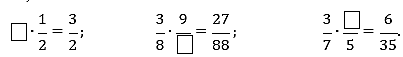 □ · 1/2 = 3/2; 3/8 · 9/□ = 27/88; 3/7 · □/5 = 6/35.